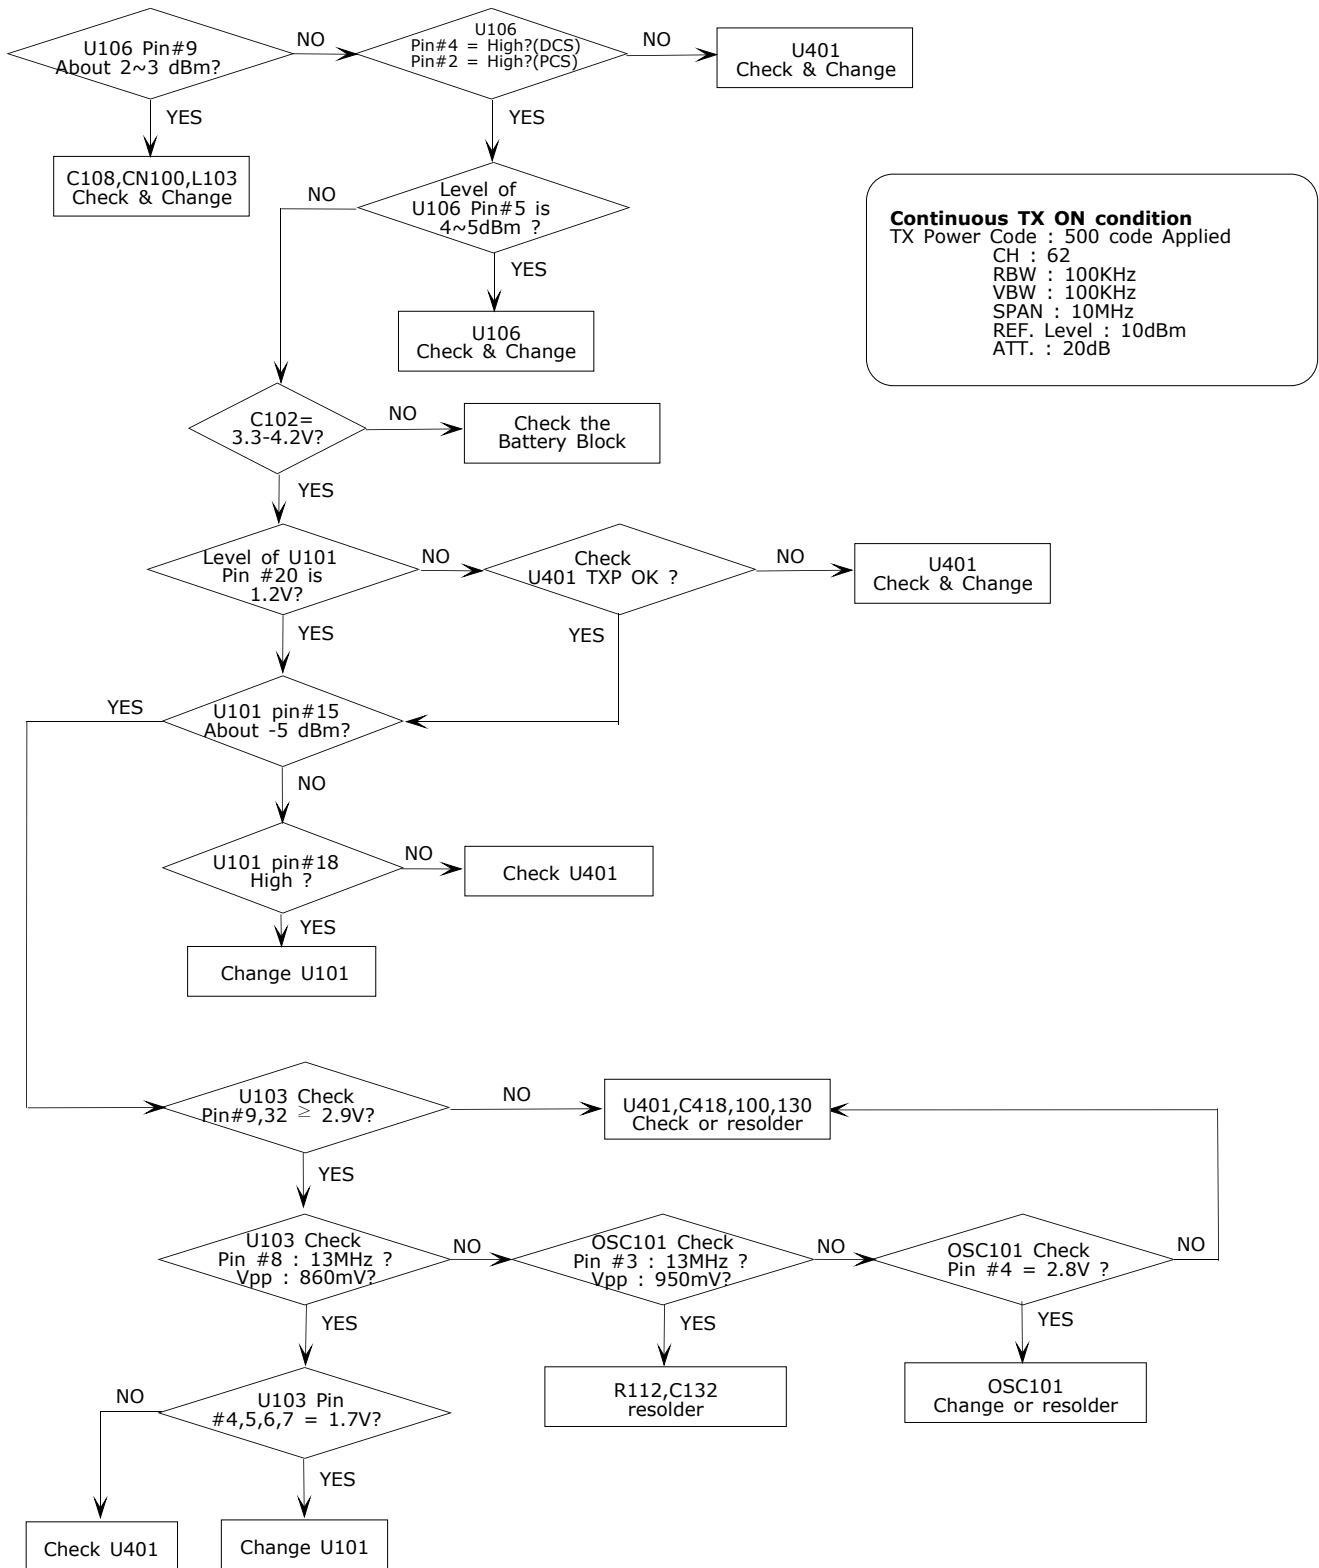 U106 Pin#9
About 2~3 dBm?
NO
U106
Pin#4 = High?(DCS)
Pin#2 = High?(PCS)
NO
U401
Check & Change
YES
YES
C108,CN100,L103
Check & Change
NO
Level of
U106 Pin#5 is
4~5dBm ?
YES
U106
Check & Change
Continuous TX ON condition
TX Power Code : 500 code Applied
CH : 62
RBW : 100KHz
VBW : 100KHz
SPAN : 10MHz
REF. Level : 10dBm
ATT. : 20dB
C102=
3.3-4.2V?
NO
Check the
Battery Block
YES
Level of U101
Pin #20 is
1.2V?
NO
Check
U401 TXP OK ?
NO
U401
Check & Change
YES
YES
YES
U101 pin#15
About -5 dBm?
NO
U101 pin#18
High ?
NO
Check U401
YES
Change U101
U103 Check
Pin#9,32 ≧ 2.9V?
NO
U401,C418,100,130
Check or resolder
YES
U103 Check
Pin #8 : 13MHz ?
Vpp : 860mV?
NO
OSC101 Check
Pin #3 : 13MHz ?
Vpp : 950mV?
NO
OSC101 Check
Pin #4 = 2.8V ?
NO
YES
YES
YES
R112,C132
resolder
OSC101
Change or resolder
NO
U103 Pin
#4,5,6,7 = 1.7V?
YES
Check U401
Change U101